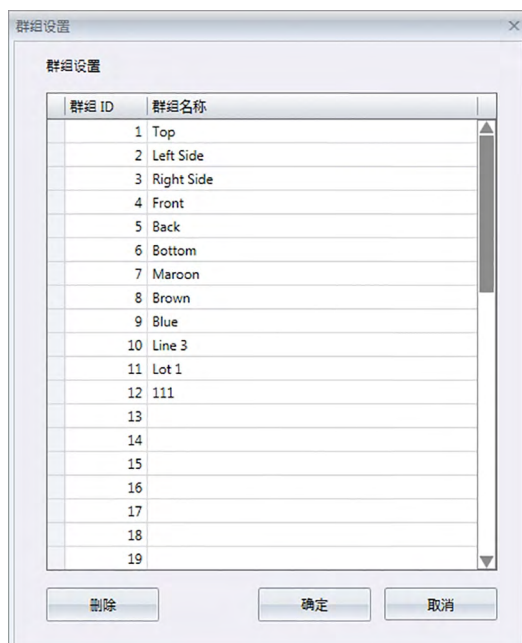 群组设置
群组设置
群组 ID 群组名称
1 Top
2 Left Side
3 Right Side
4 Front
5 Back
6 Bottom
7 Maroon
8 Brown
9 Blue
10 Line 3
11 Lot 1
12 111
13
14
15
16
17
18
19
删除 确定 取消